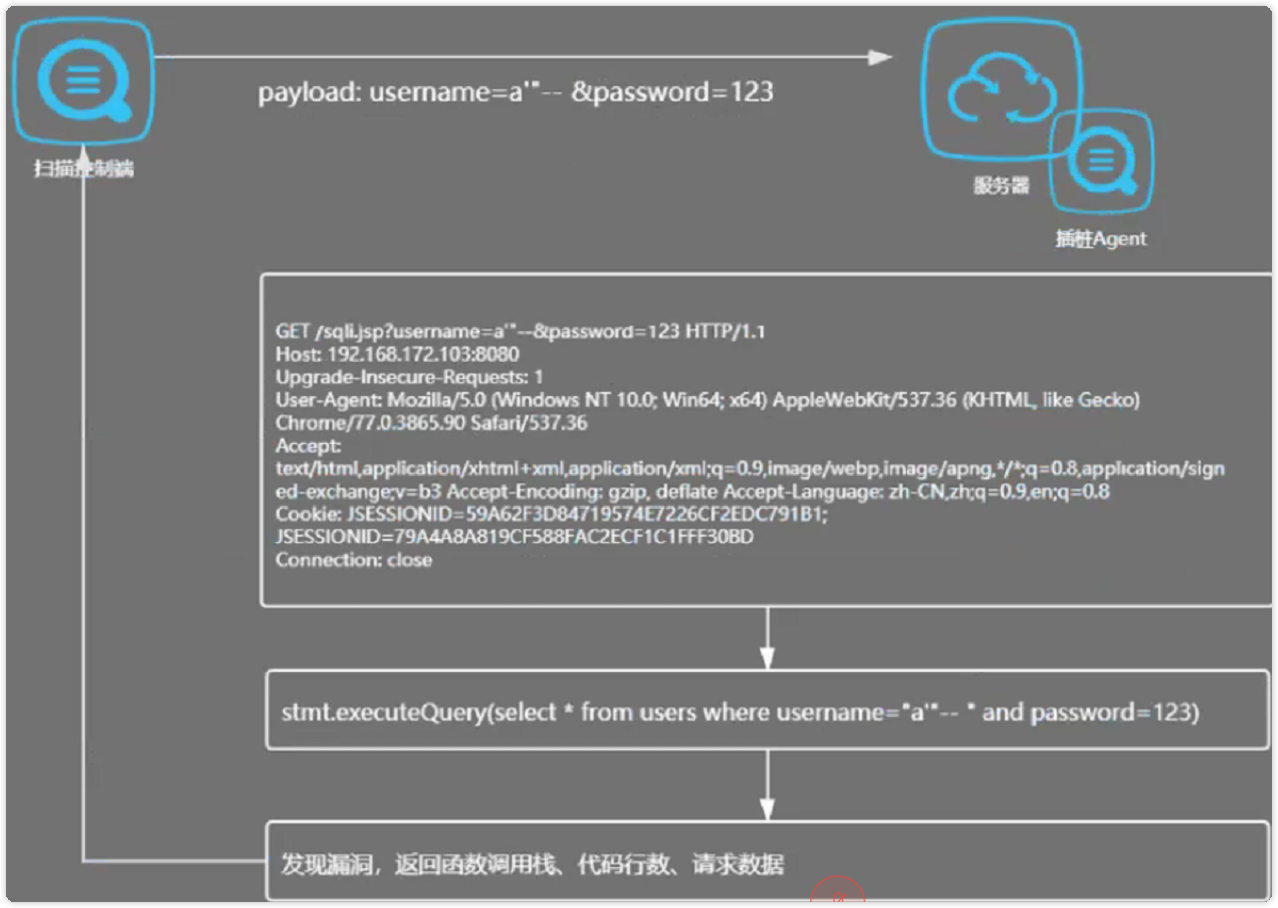 payload: username=a'"-- &password=123
扫描控制端
服务器
插桩Agent
GET /sqli.jsp?username=a'"--&password=123 HTTP/1.1
Host: 192.168.172.103:8080
Upgrade-Insecure-Requests: 1
User-Agent: Mozilla/5.0 (Windows NT 10.0; Win64; x64) AppleWebKit/537.36 (KHTML, like Gecko)
Chrome/77.0.3865.90 Safari/537.36
Accept:
text/html,application/xhtml+xml,application/xml;q=0.9,image/webp,image/apng,*/*;q=0.8,application/sign
ed-exchange;v=b3 Accept-Encoding: gzip, deflate Accept-Language: zh-CN,zh;q=0.9,en;q=0.8
Cookie: JSESSIONID=59A62F3D84719574E7226CF2EDC791B1;
JSESSIONID=79A4A8A819CF588FAC2ECF1C1FFF30BD
Connection: close
stmt.executeQuery(select * from users where username="a'"-- " and password=123)
发现漏洞，返回函数调用栈、代码行数、请求数据